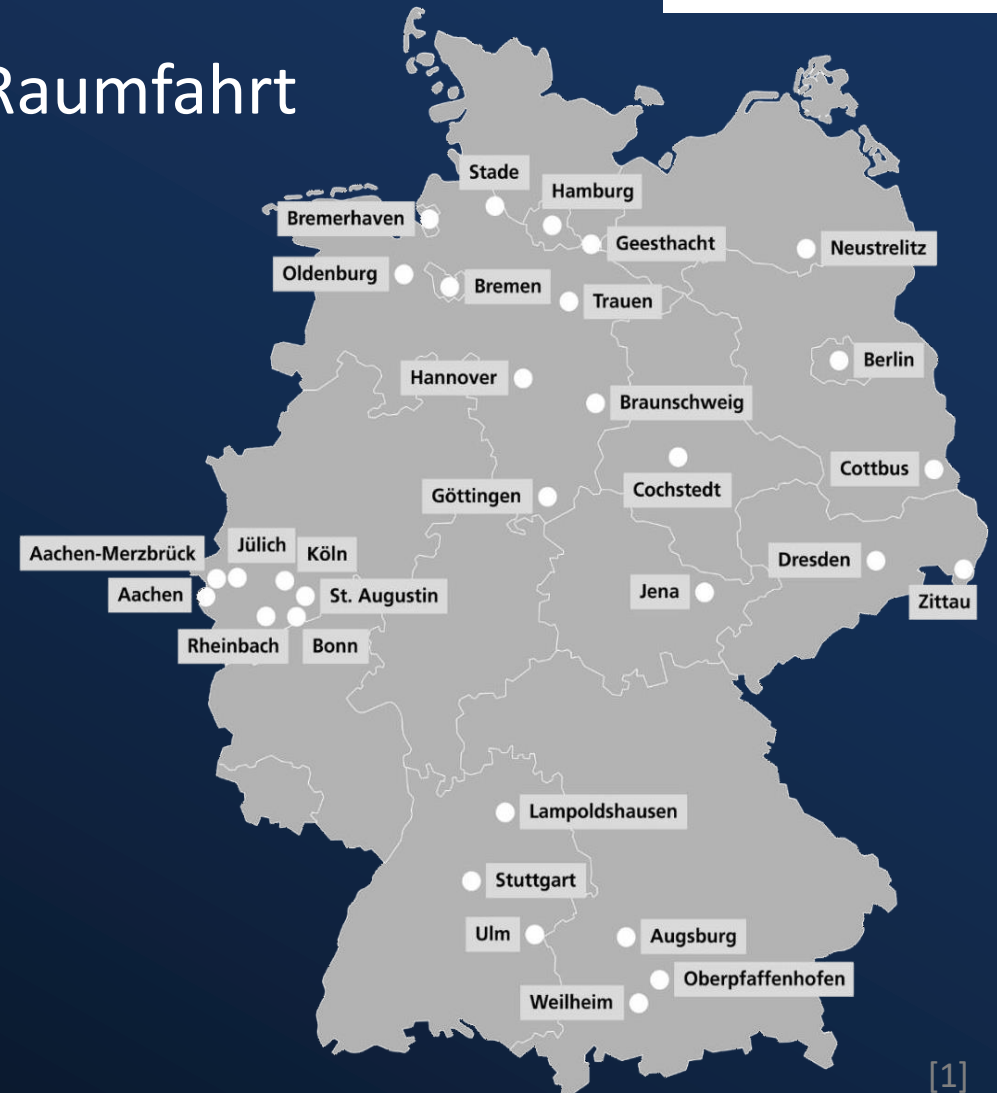 Raumfahrt
Stade
Hamburg
Bremerhaven
Geesthacht
Neustrelitz
Oldenburg
Bremen
Trauen
Berlin
Hannover
Braunschweig
Cottbus
Cochstedt
Göttingen
Jülich
Köln
Aachen-Merzbrück
Dresden
Aachen
St. Augustin
Jena
Zittau
Rheinbach
Bonn
Lampoldshausen
Stuttgart
Ulm
Augsburg
Oberpfaffenhofen
Weilheim
[1]